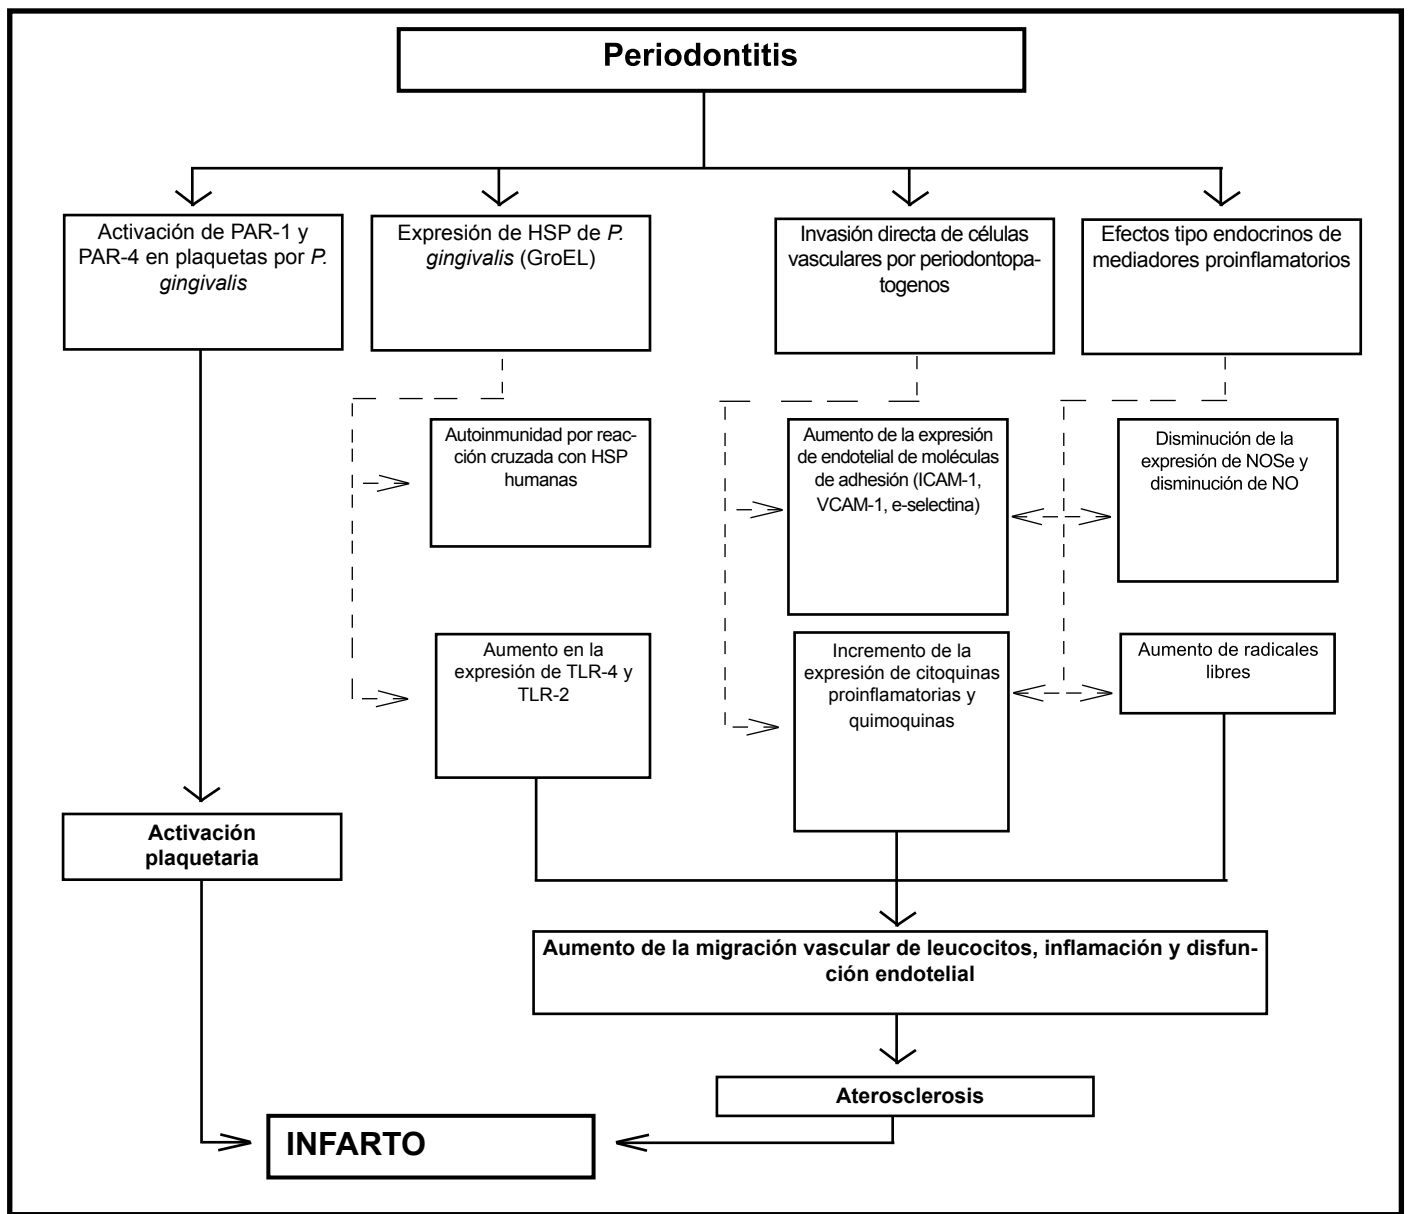 Periodontitis
Activación de PAR-1 y
PAR-4 en plaquetas por P.
gingivalis
Expresión de HSP de P.
gingivalis (GroEL)
Invasión directa de células
vasculares por periodontopa-
togenos
Efectos tipo endocrinos de
mediadores proinflamatorios
Autoinmunidad por reac-
ción cruzada con HSP
humanas
Aumento de la expresión
de endotelial de moléculas
de adhesión (ICAM-1,
VCAM-1, e-selectina)
Disminución de la
expresión de NOSe y
disminución de NO
Aumento en la
expresión de TLR-4 y
TLR-2
Incremento de la
expresión de citoquinas
proinflamatorias y
quimoquinas
Aumento de radicales
libres
Activación
plaquetaria
Aumento de la migración vascular de leucocitos, inflamación y disfun-
ción endotelial
Aterosclerosis
INFARTO